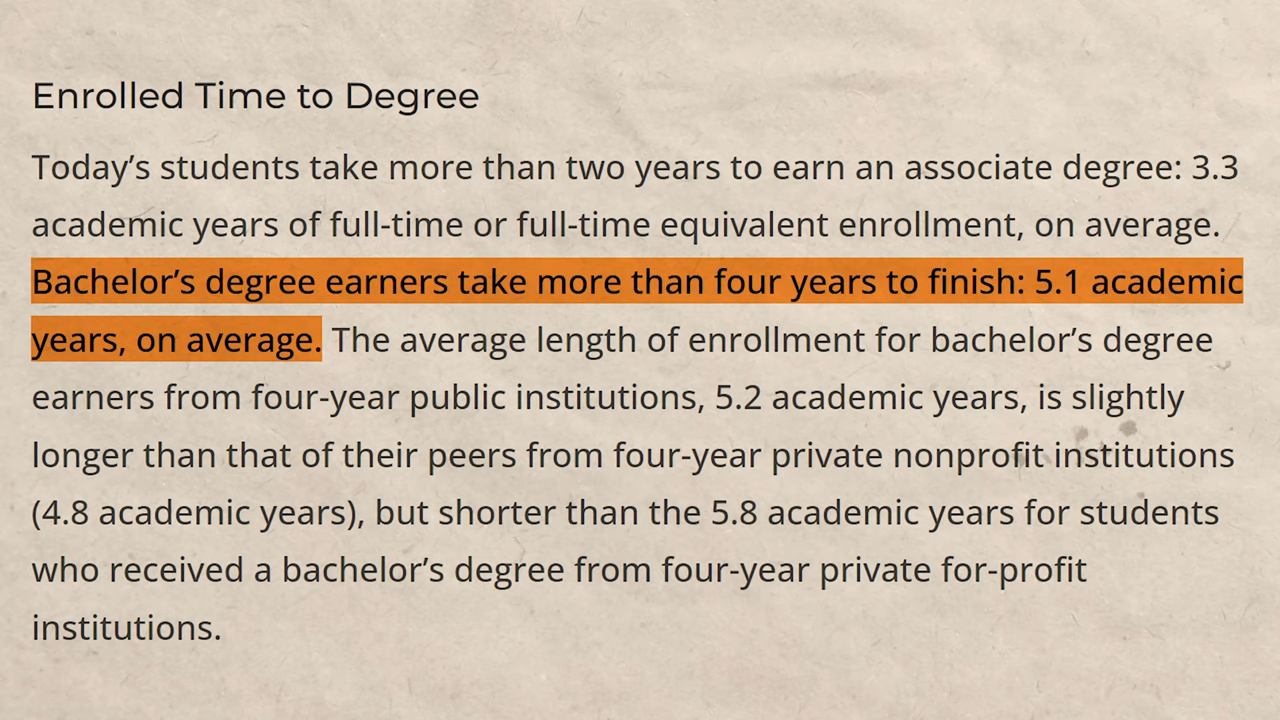 Enrolled Time to Degree
Today’s students take more than two years to earn an associate degree: 3.3
academic years of full-time or full-time equivalent enrollment, on average.
Bachelor’s degree earners take more than four years to finish: 5.1 academic
years, on average. The average length of enrollment for bachelor’s degree
earners from four-year public institutions, 5.2 academic years, is slightly
longer than that of their peers from four-year private nonprofit institutions
(4.8 academic years), but shorter than the 5.8 academic years for students
who received a bachelor’s degree from four-year private for-profit
institutions.